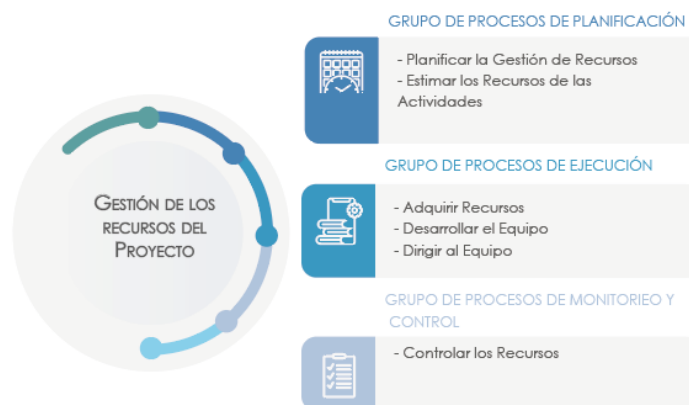 GRUPO DE PROCESOS DE PLANIFICACIÓN
- Planificar la Gestión de Recursos
- Estimar los Recursos de las
Actividades
GRUPO DE PROCESOS DE EJECUCIÓN
- Adquirir Recursos
- Desarrollar el Equipo
- Dirigir al Equipo
GESTIÓN DE LOS
RECURSOS DEL
PROYECTO
GRUPO DE PROCESOS DE MONITORIEO Y
CONTROL
- Controlar los Recursos